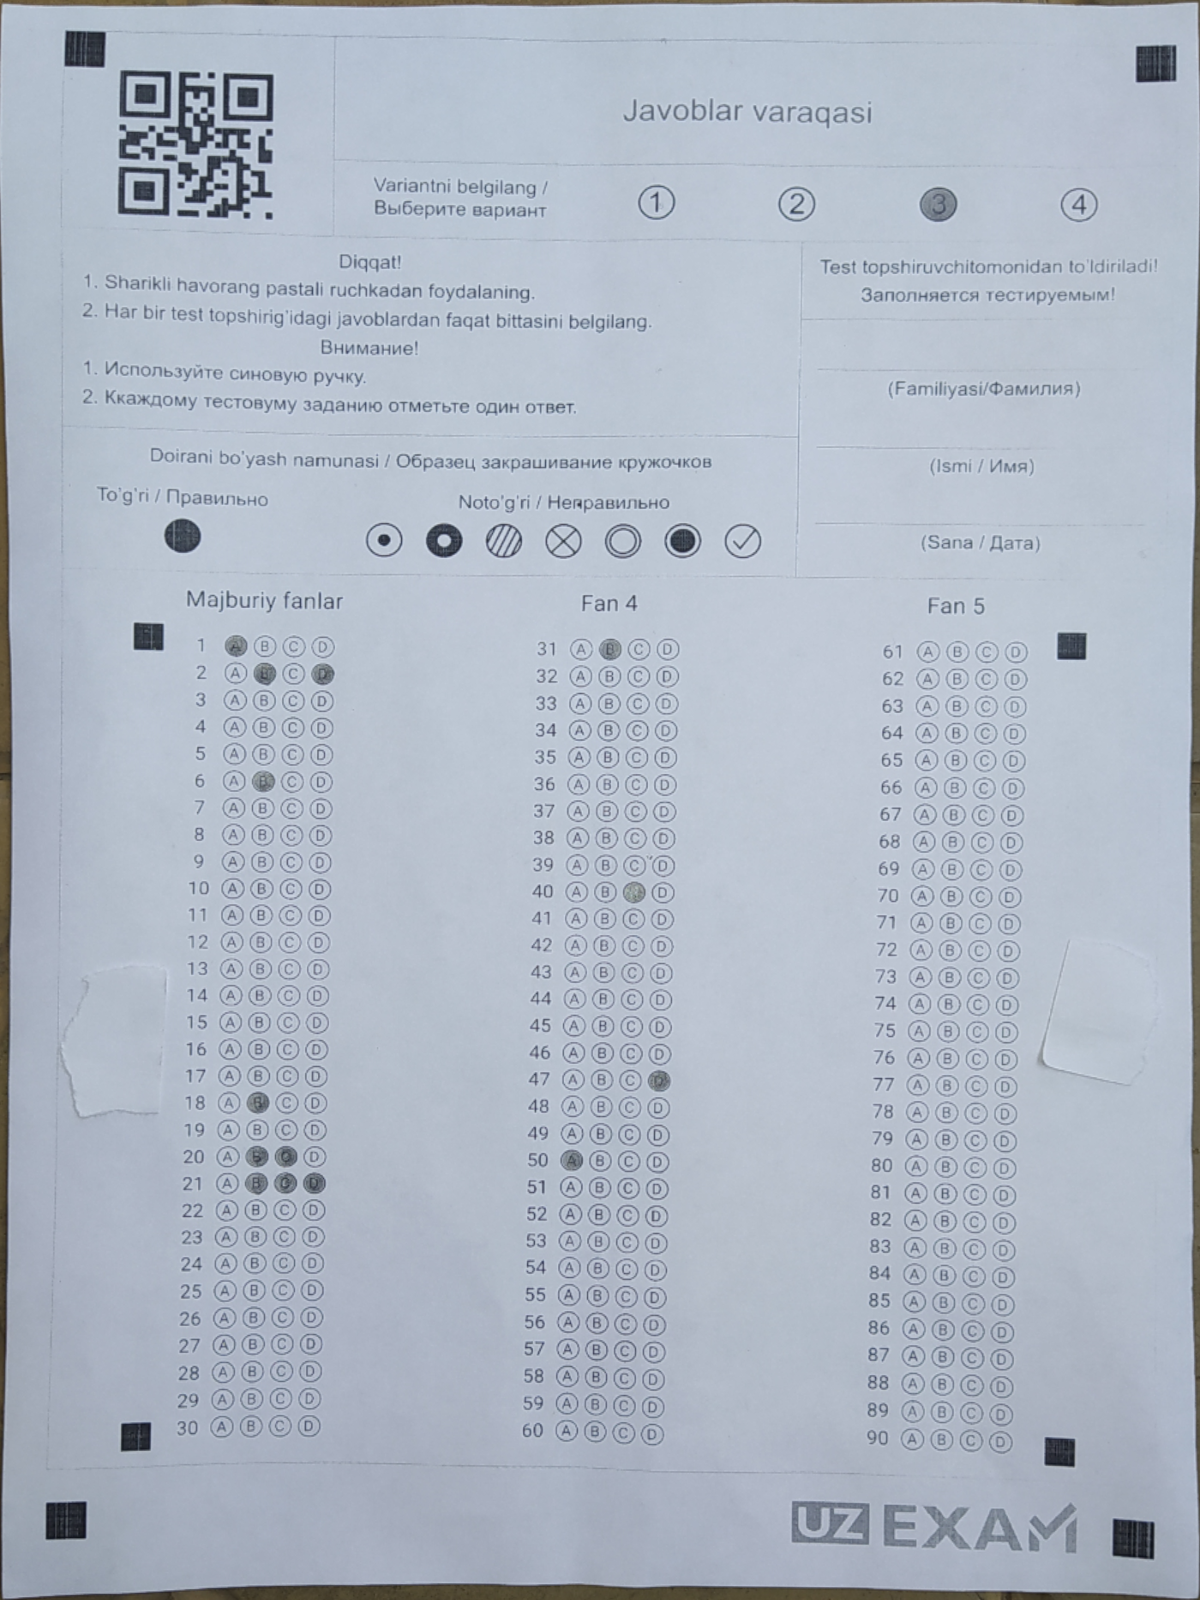 Javoblar varaqasi
Variantni belgilang /
Выберите вариант
1 2 3 4
Diqqat!
1. Sharikli havorang pastali ruchkadan foydalaning.
2. Har bir test topshirig'idagi javoblardan faqat bittasini belgilang.
Внимание!
1. Используйте синовую ручку.
2. Ккаждому тестовуму заданию отметьте один ответ.
Test topshiruvchitomonidan to'ldiriladi!
Заполняется тестируемым!
(Familiyasi/Фамилия)
(Ismi / Имя)
(Sana / Дата)
Doirani bo'yash namunasi / Образец закрашивание кружочков
To'g'ri / Правильно
Noto'g'ri / Неправильно
Majburiy fanlar
1 A B C D
2 A B C D
3 A B C D
4 A B C D
5 A B C D
6 A B C D
7 A B C D
8 A B C D
9 A B C D
10 A B C D
11 A B C D
12 A B C D
13 A B C D
14 A B C D
15 A B C D
16 A B C D
17 A B C D
18 A B C D
19 A B C D
20 A B C D
21 A B C D
22 A B C D
23 A B C D
24 A B C D
25 A B C D
26 A B C D
27 A B C D
28 A B C D
29 A B C D
30 A B C D
Fan 4
31 A B C D
32 A B C D
33 A B C D
34 A B C D
35 A B C D
36 A B C D
37 A B C D
38 A B C D
39 A B C D
40 A B D
41 A B C D
42 A B C D
43 A B C D
44 A B C D
45 A B C D
46 A B C D
47 A B C D
48 A B C D
49 A B C D
50 A B C D
51 A B C D
52 A B C D
53 A B C D
54 A B C D
55 A B C D
56 A B C D
57 A B C D
58 A B C D
59 A B C D
60 A B C D
Fan 5
61 A B C D
62 A B C D
63 A B C D
64 A B C D
65 A B C D
66 A B C D
67 A B C D
68 A B C D
69 A B C D
70 A B C D
71 A B C D
72 A B C D
73 A B C D
74 A B C D
75 A B C D
76 A B C D
77 A B C D
78 A B C D
79 A B C D
80 A B C D
81 A B C D
82 A B C D
83 A B C D
84 A B C D
85 A B C D
86 A B C D
87 A B C D
88 A B C D
89 A B C D
90 A B C D
UZ EXAM